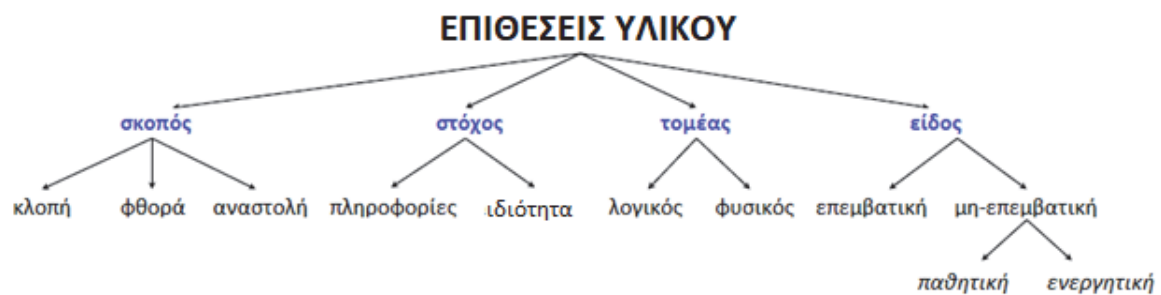 ΕΠΙΘΕΣΕΙΣ ΥΛΙΚΟΥ
σκοπός στόχος τομέας είδος
κλοπή φθορά αναστολή πληροφορίες ιδιότητα λογικός φυσικός επεμβατική μη-επεμβατική
παθητική ενεργητική